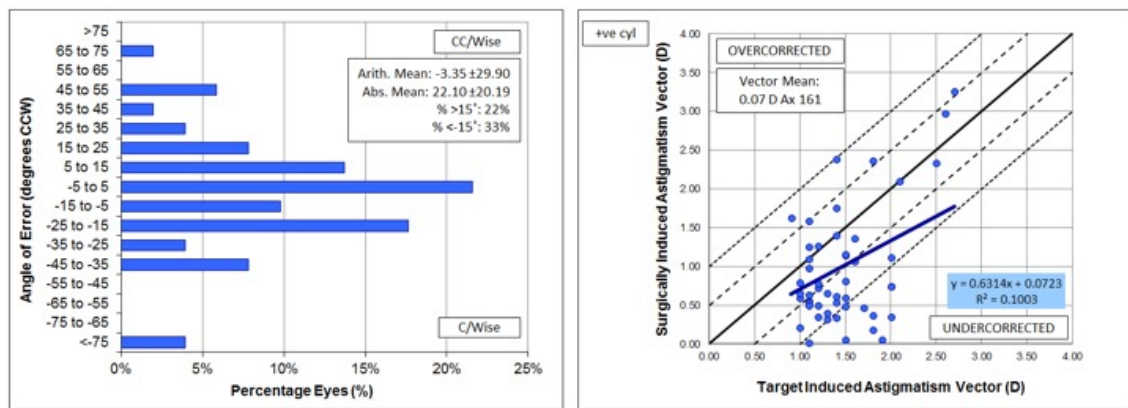 >75
65 to 75
55 to 65
45 to 55
35 to 45
25 to 35
15 to 25
5 to 15
-5 to 5
-15 to -5
-25 to -15
-35 to -25
-45 to -35
-55 to -45
-65 to -55
-75 to -65
<-75
Angle of Error (degrees CCW)
CC/Wise
Arith. Mean: -3.35 ±29.90
Abs. Mean: 22.10 ±20.19
% >15˚: 22%
% <-15˚: 33%
C/Wise
0% 5% 10% 15% 20% 25%
Percentage Eyes (%)
+ve cyl
Surgically Induced Astigmatism Vector (D)
4.00
3.50
3.00
2.50
2.00
1.50
1.00
0.50
0.00
OVERCORRECTED
Vector Mean:
0.07 D Ax 161
y = 0.6314x + 0.0723
R² = 0.1003
UNDERCORRECTED
0.00 0.50 1.00 1.50 2.00 2.50 3.00 3.50 4.00
Target Induced Astigmatism Vector (D)